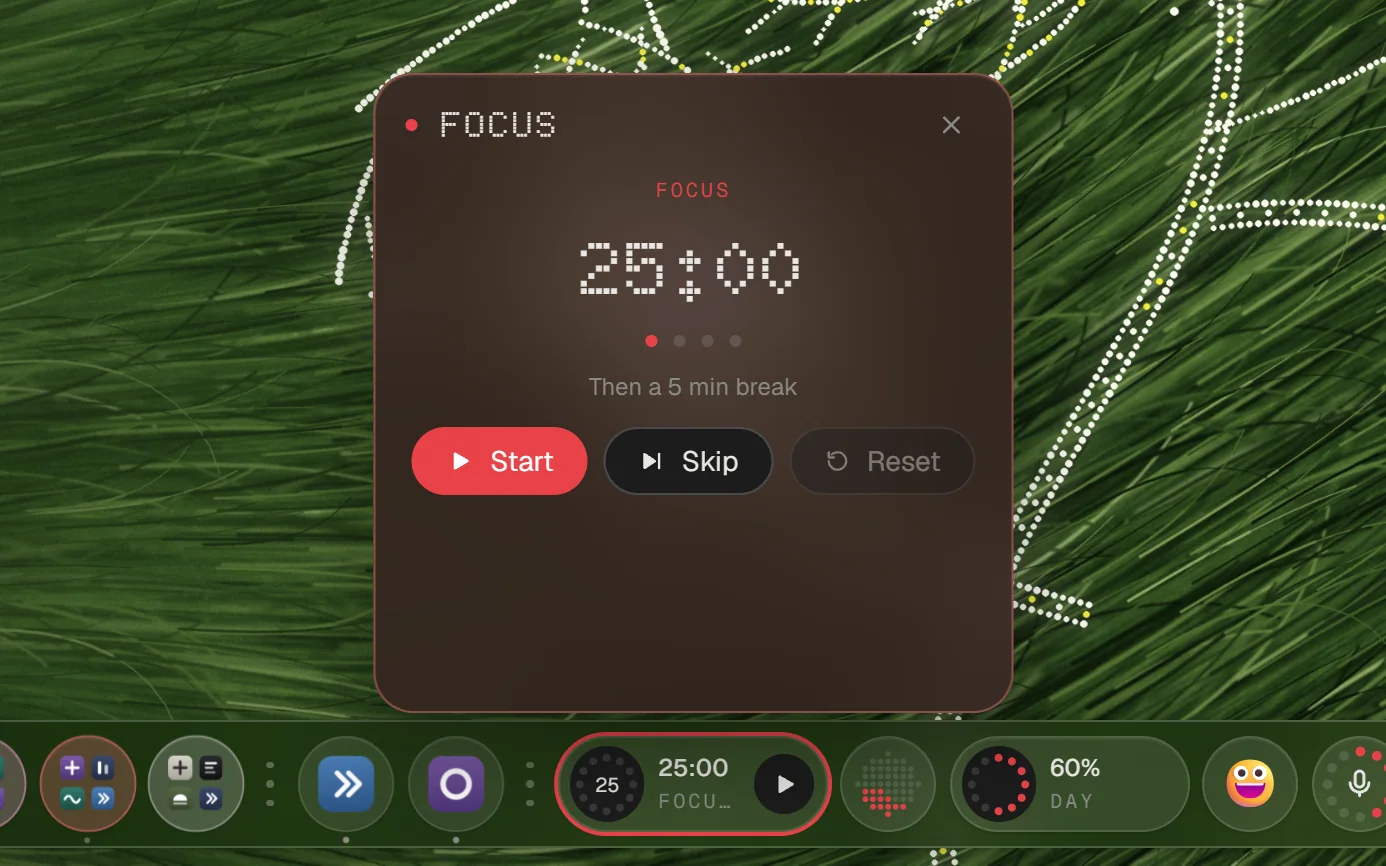 FOCUS
FOCUS
25:00
Then a 5 min break
Start
Skip
Reset
25
25:00
FOCU…
60%
DAY